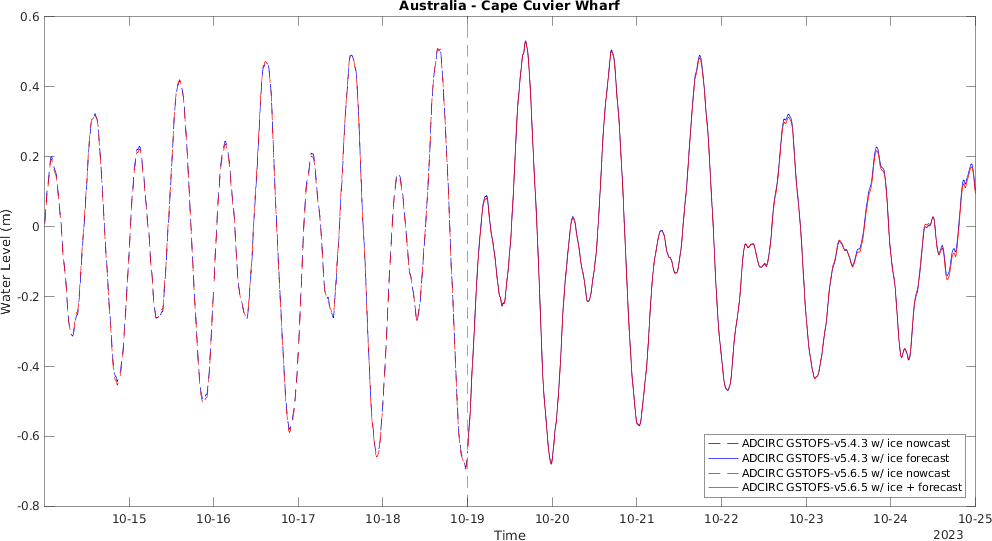 Australia - Cape Cuvier Wharf
0.6
0.4
0.2
0
-0.2
-0.4
-0.6
-0.8
Water Level (m)
10-15 10-16 10-17 10-18 10-19 10-20 10-21 10-22 10-23 10-24 10-25
Time
2023
ADCIRC GSTOFS-v5.4.3 w/ ice nowcast
ADCIRC GSTOFS-v5.4.3 w/ ice forecast
ADCIRC GSTOFS-v5.6.5 w/ ice nowcast
ADCIRC GSTOFS-v5.6.5 w/ ice + forecast